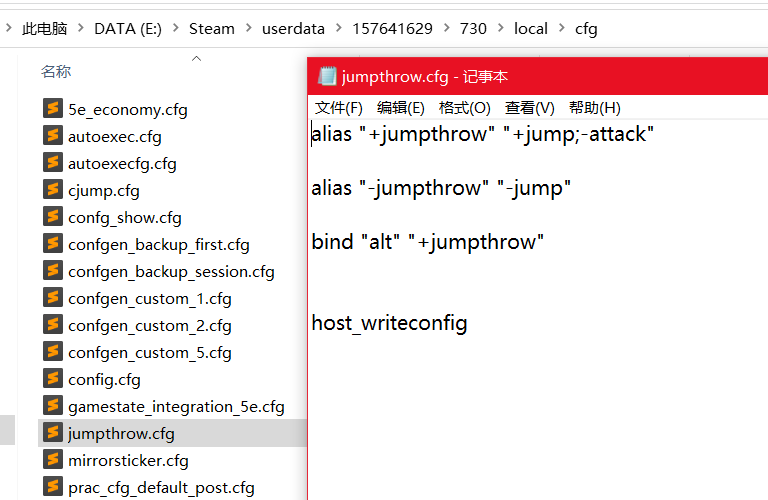 此电脑 > DATA (E:) > Steam > userdata > 157641629 > 730 > local > cfg
名称
5e_economy.cfg
autoexec.cfg
autoexecfg.cfg
cjump.cfg
confg_show.cfg
confgen_backup_first.cfg
confgen_backup_session.cfg
confgen_custom_1.cfg
confgen_custom_2.cfg
confgen_custom_5.cfg
config.cfg
gamestate_integration_5e.cfg
jumpthrow.cfg
mirrorsticker.cfg
prac_cfg_default_post.cfg
jumpthrow.cfg - 记事本
文件(F) 编辑(E) 格式(O) 查看(V) 帮助(H)
alias "+jumpthrow" "+jump;-attack"
alias "-jumpthrow" "-jump"
bind "alt" "+jumpthrow"
host_writeconfig